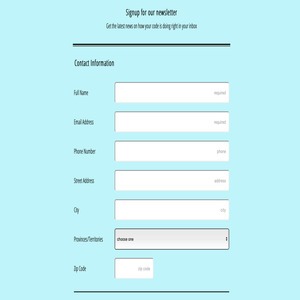 Signup for our newsletter
Get the latest news on how your code is doing right in your inbox
Contact Information
Full Name
required
Email Address
required
Phone Number
phone
Street Address
address
City
city
Provinces/Territories
choose one
Zip Code
zip code